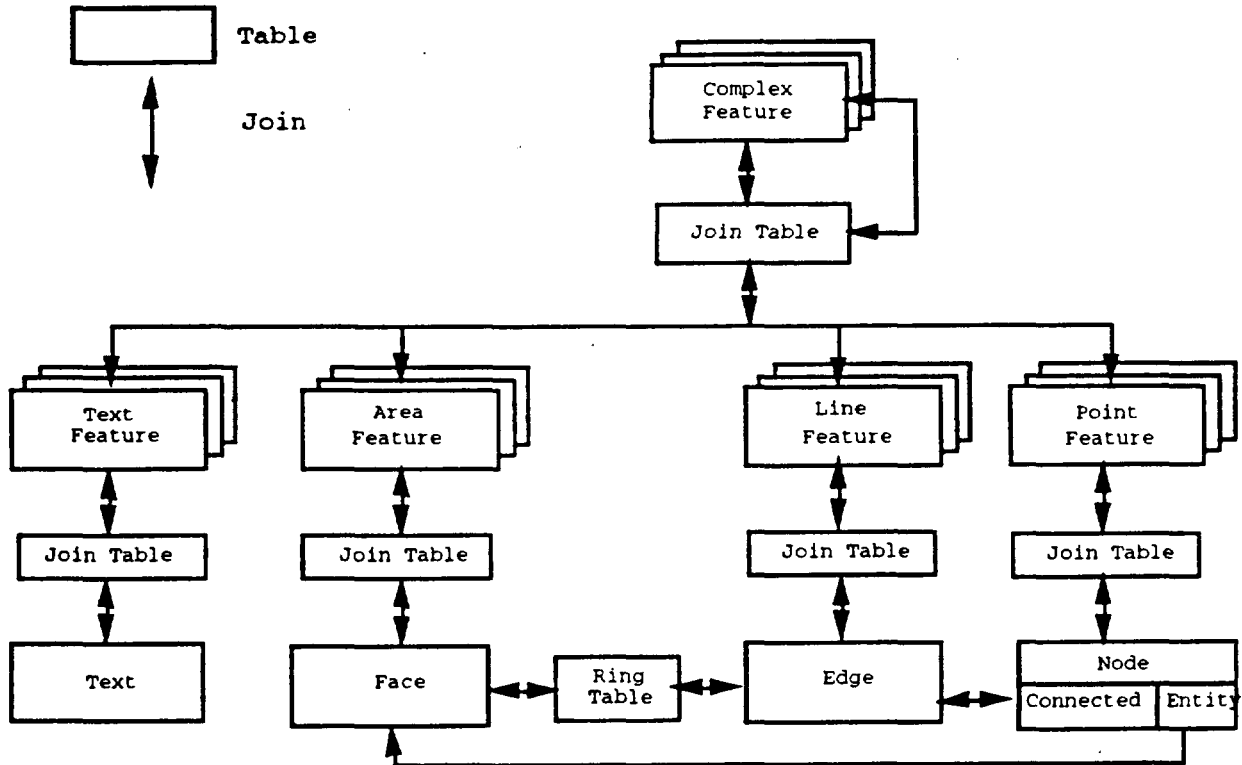 Table
Join
Complex
Feature
Join Table
Text
Feature
Area
Feature
Line
Feature
Point
Feature
Join Table
Join Table
Join Table
Join Table
Text
Face
Ring
Table
Edge
Node
Connected
Entity